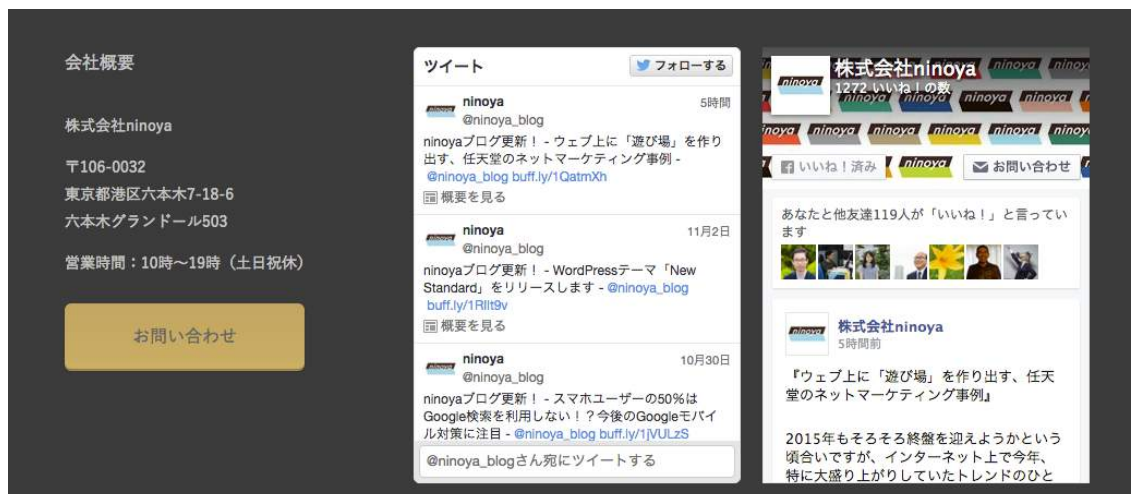 会社概要
株式会社ninoya
〒106-0032
東京都港区六本木7-18-6
六本木グランドール503
営業時間：10時〜19時（土日祝休）
お問い合わせ
ツイート
フォローする
ninoya
5時間
@ninoya_blog
ninoyaブログ更新！ - ウェブ上に「遊び場」を作り
出す、任天堂のネットマーケティング事例 -
@ninoya_blog buff.ly/1QatmXh
概要を見る
ninoya
11月2日
@ninoya_blog
ninoyaブログ更新！ - WordPressテーマ「New
Standard」をリリースします - @ninoya_blog
buff.ly/1RlIt9v
概要を見る
ninoya
10月30日
@ninoya_blog
ninoyaブログ更新！ - スマホユーザーの50%は
Google検索を利用しない！？今後のGoogleモバイ
ル対策に注目 - @ninoya_blog buff.ly/1jVULzS
@ninoya_blogさん宛にツイートする
ninoya
株式会社ninoya
1272 いいね！の数
いいね！済み
お問い合わせ
あなたと他友達119人が「いいね！」と言ってい
ます
ninoya
株式会社ninoya
5時間前
『ウェブ上に「遊び場」を作り出す、任天
堂のネットマーケティング事例』
2015年もそろそろ終盤を迎えようかという
頃合いですが、インターネット上で今年、
特に大盛り上がりしていたトレンドのひと